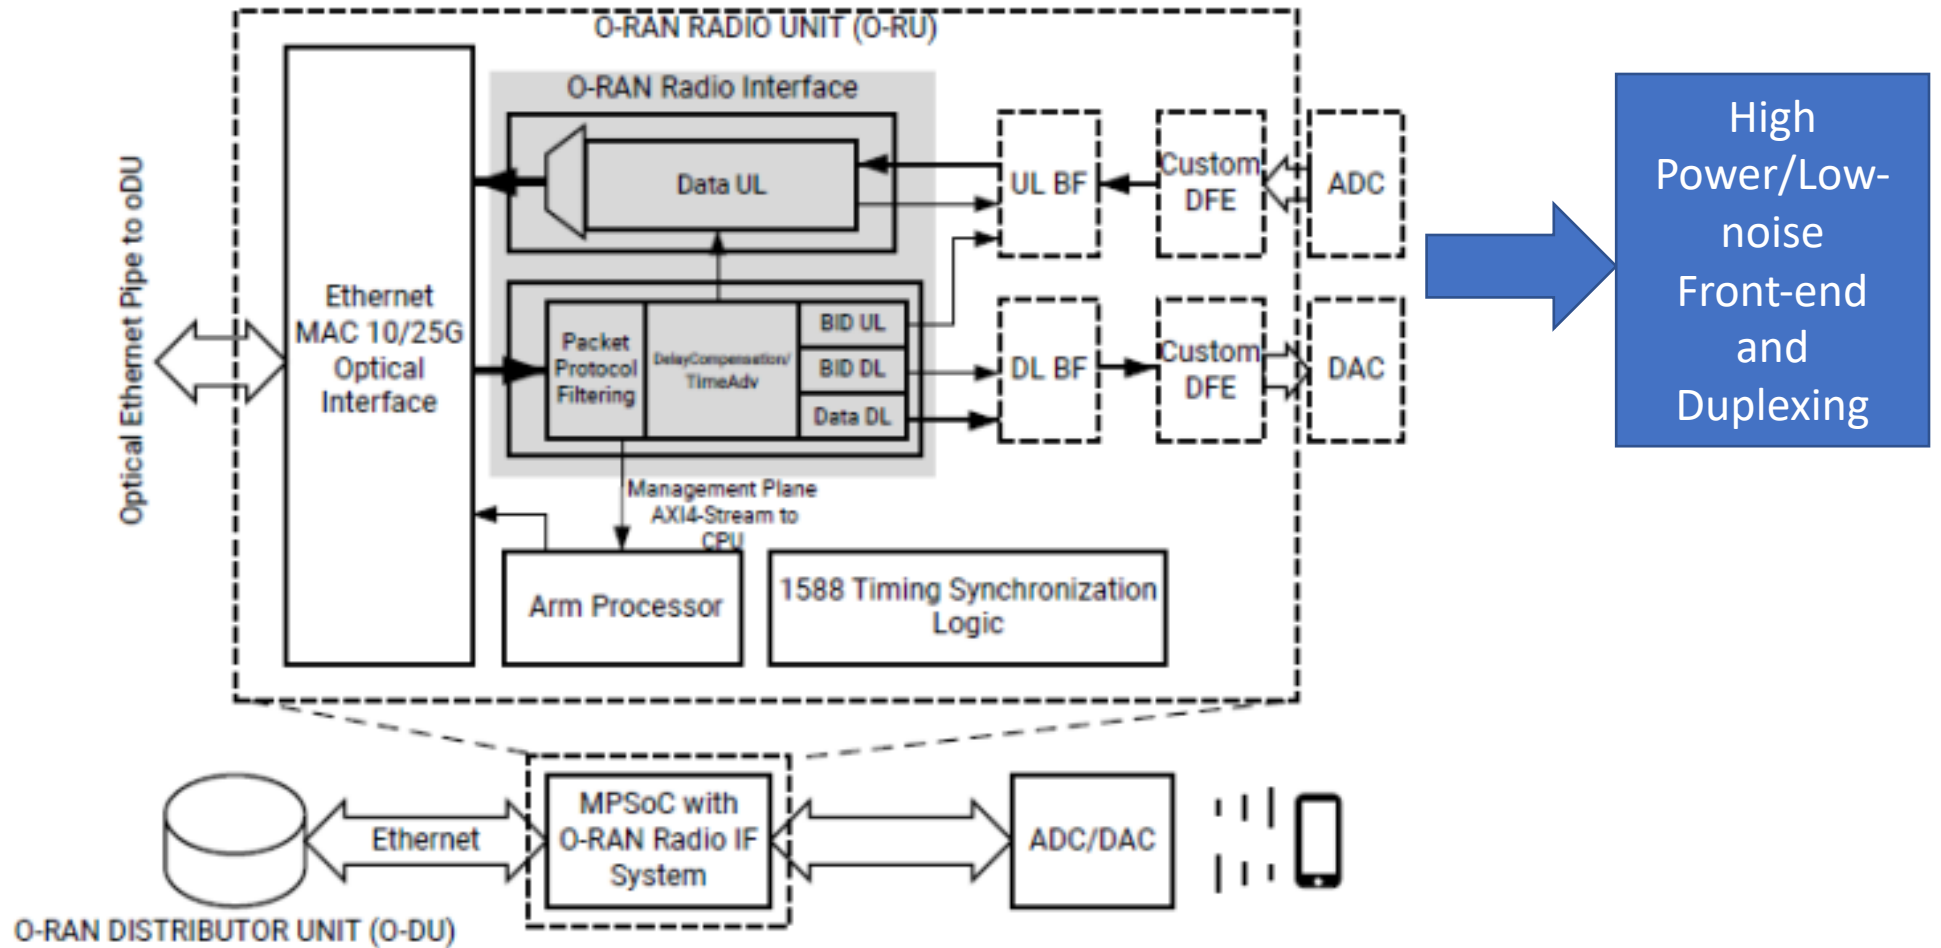 O-RAN RADIO UNIT (O-RU)
O-RAN Radio Interface
Optical Ethernet Pipe to oDU
Ethernet
MAC 10/25G
Optical
Interface
Data UL
UL BF
Custom
DFE
ADC
Packet
Protocol
Filtering
DelayCompensation/
TimeAdv
BID UL
BID DL
Data DL
DL BF
Custom
DFE
DAC
High
Power/Low-
noise
Front-end
and
Duplexing
Management Plane
AXI4-Stream to
CPU
Arm Processor
1588 Timing Synchronization
Logic
Ethernet
MPSoC with
O-RAN Radio IF
System
ADC/DAC
O-RAN DISTRIBUTOR UNIT (O-DU)